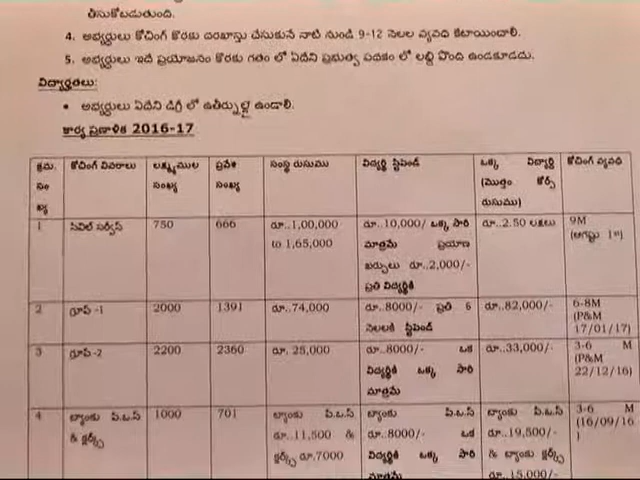 తీసుకోబడుతుంది.
4. అభ్యర్థులు కోచింగ్ కొరకు దరఖాస్తు చేసుకునే నాటి నుండి 9-12 నెలల వ్యవధి కేటాయించాలి.
5. అభ్యర్థులు ఇదే ప్రయోజనం కొరకు గతం లో ఏదేని ప్రభుత్వ పథకం లో లబ్ధి పొంది ఉండకూడదు.
విద్యార్హతలు:
• అభ్యర్థులు ఏదేని డిగ్రీ లో ఉత్తీర్ణులై ఉండాలి.
కార్య ప్రణాళిక 2016-17
క్రమ సం ఖ్య
కోచింగ్ వివరాలు
లక్ష్యముల సంఖ్య
ప్రవేశ సంఖ్య
సంస్థ రుసుము
విద్యార్థి స్టైపెండ్
ఒక్క విద్యార్థి (మొత్తం కోర్స్ రుసుము)
కోచింగ్ వ్యవధి
1
సివిల్ సర్వీస్
750
666
రూ..1,00,000 to 1,65,000
రూ..10,000/ ఒక్క సారి మాత్రమే ప్రయాణ ఖర్చులు రూ..2,000/- ప్రతి విద్యార్థికి
రూ..2.50 లక్షలు
9M (ఆగష్టు 1st)
2
గ్రూప్ -1
2000
1391
రూ..74,000
రూ..8000/- ప్రతి 6 నెలలకి స్టైపెండ్
రూ..82,000/-
6-8M (P&M 17/01/17)
3
గ్రూప్-2
2200
2360
రూ. 25,000
రూ..8000/- ఒక విద్యార్థికి ఒక్క సారి మాత్రమే
రూ..33,000/-
3-6 M (P&M 22/12/16)
4
బ్యాంకు పి.ఒ.స్ & క్లర్క్స్
1000
701
బ్యాంకు పి.ఒ.స్ రూ..11,500 & క్లర్క్స్ రూ.7000
బ్యాంకు పి.ఒ.స్ రూ..8000/- ఒక విద్యార్థికి ఒక్క సారి మాత్రమే
బ్యాంకు పి.ఒ.స్ రూ..19,500/- & బ్యాంకు క్లర్క్స్ రూ..15,000/-
3-6 M (16/09/16 )